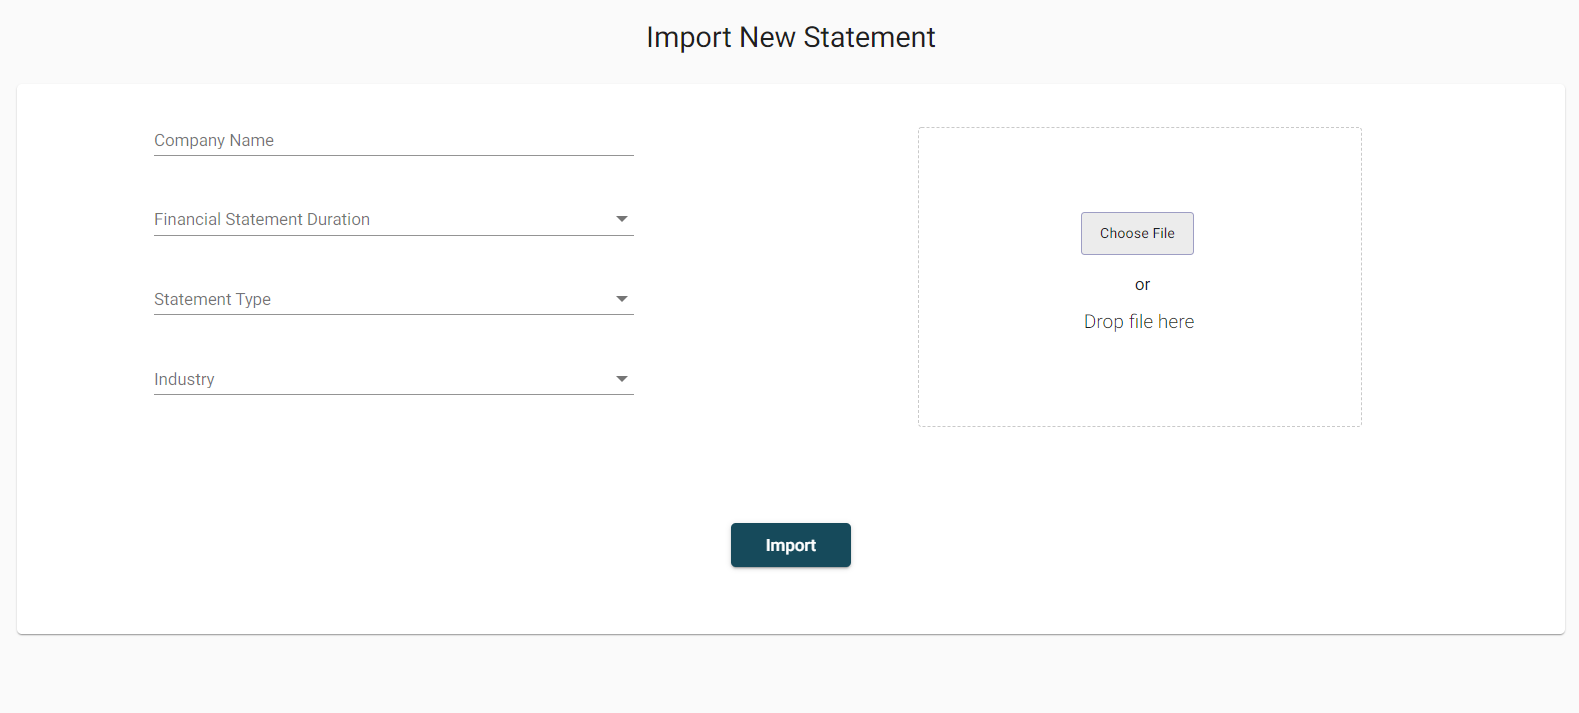 Import New Statement
Company Name
Financial Statement Duration
Statement Type
Industry
Choose File
or
Drop file here
Import